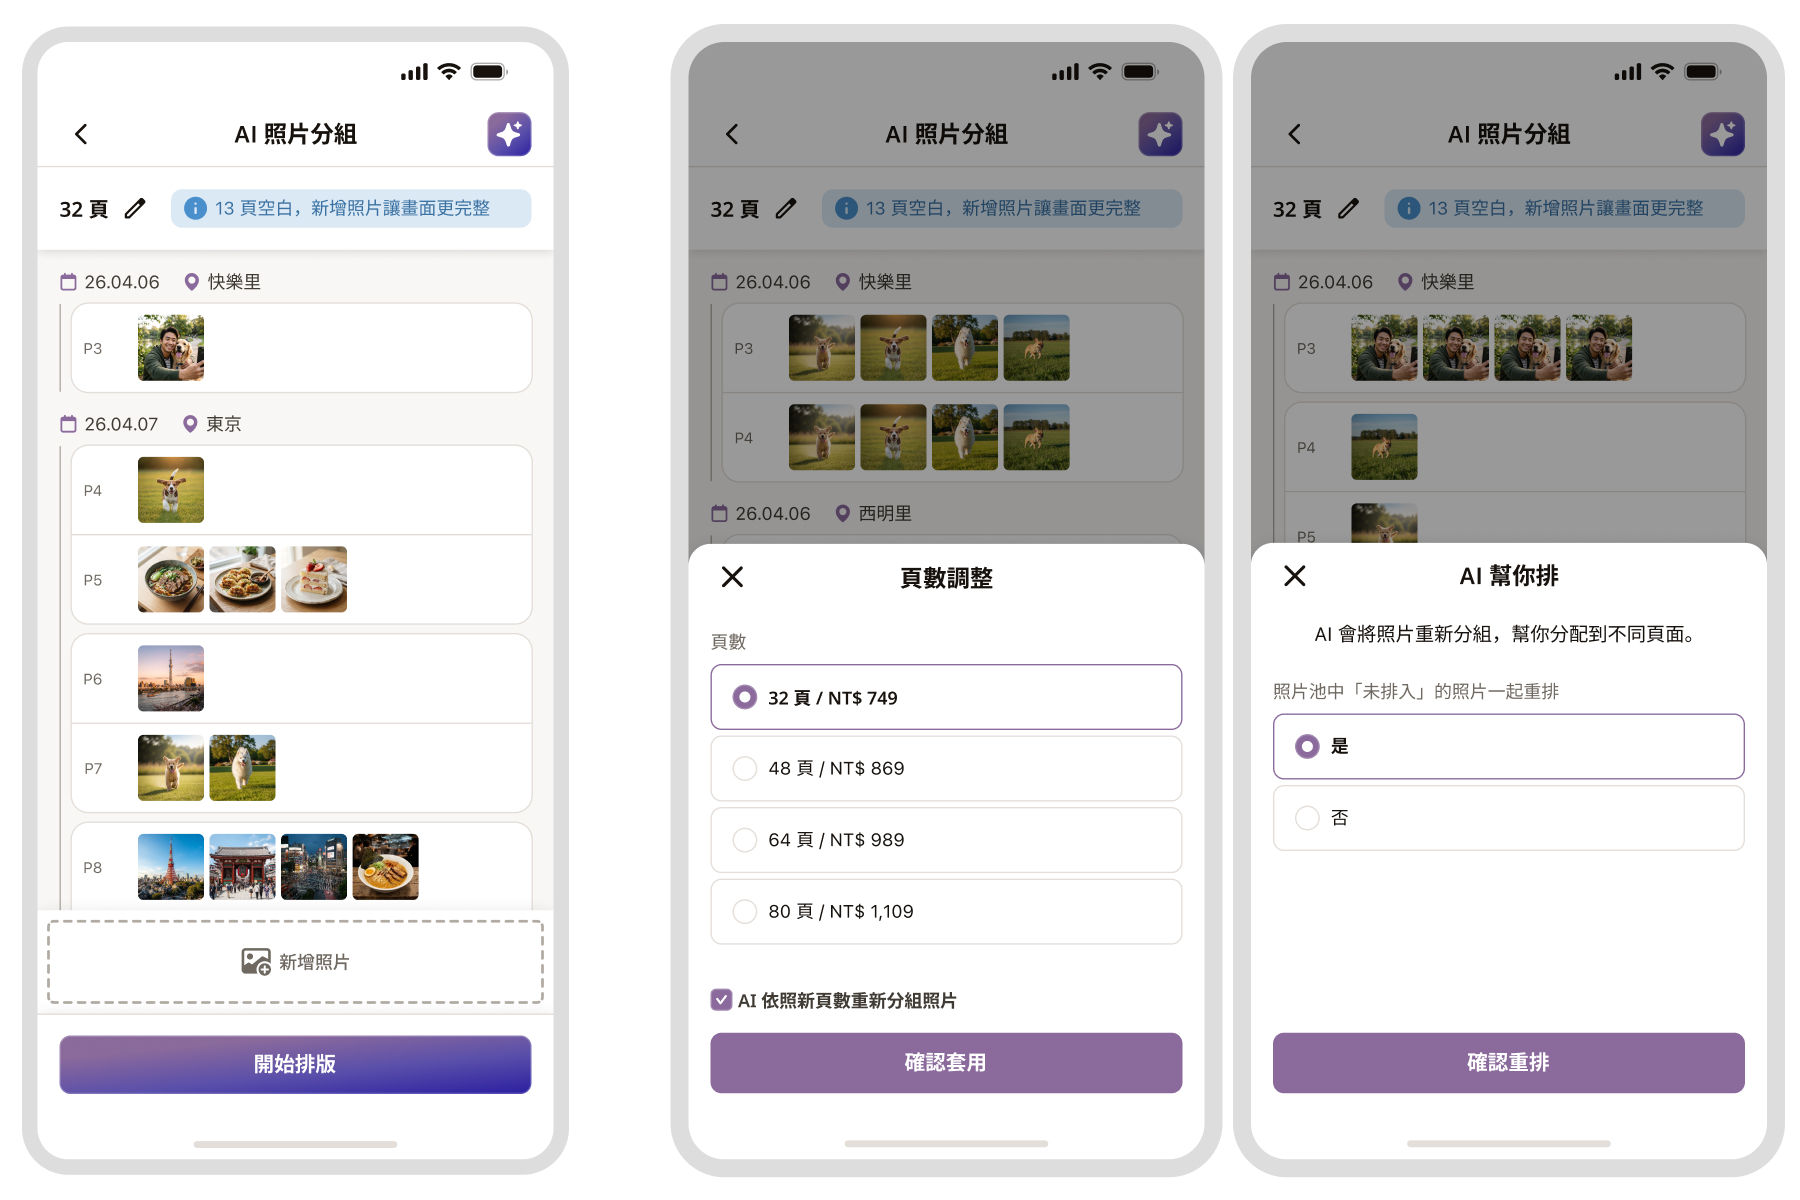 AI 照片分組
32 頁
13 頁空白，新增照片讓畫面更完整
26.04.06 快樂里
P3
26.04.07 東京
P4
P5
P6
P7
P8
新增照片
開始排版
AI 照片分組
32 頁
13 頁空白，新增照片讓畫面更完整
26.04.06 快樂里
P3
P4
26.04.06 西明里
頁數調整
頁數
32 頁 / NT$ 749
48 頁 / NT$ 869
64 頁 / NT$ 989
80 頁 / NT$ 1,109
AI 依照新頁數重新分組照片
確認套用
AI 照片分組
32 頁
13 頁空白，新增照片讓畫面更完整
26.04.06 快樂里
P3
P4
P5
AI 幫你排
AI 會將照片重新分組，幫你分配到不同頁面。
照片池中「未排入」的照片一起重排
是
否
確認重排